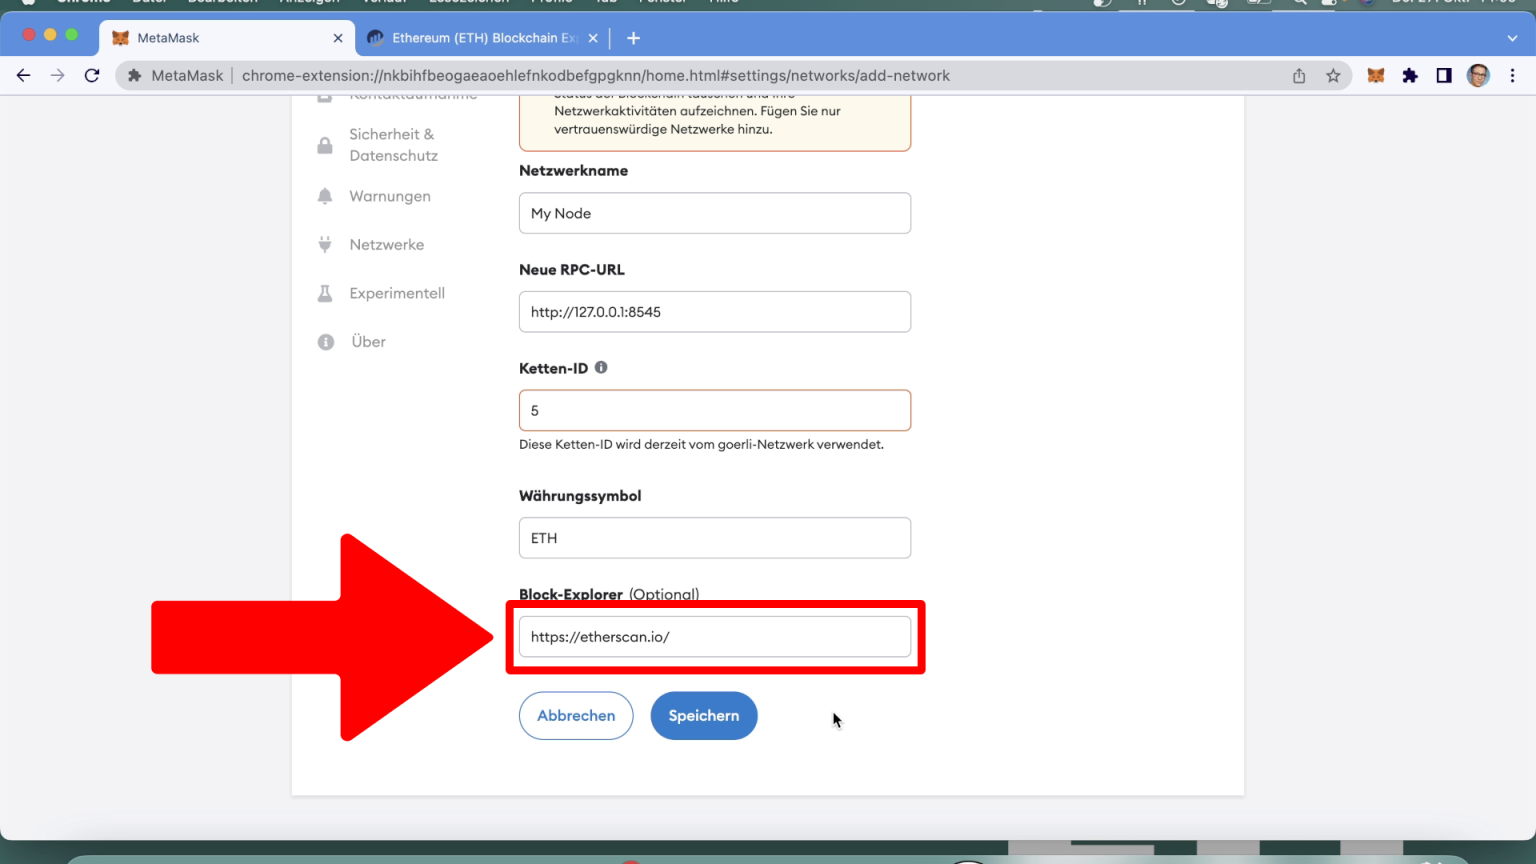 MetaMask
Ethereum (ETH) Blockchain Ex
MetaMask
chrome-extension://nkbihfbeogaeaoehlefnkodbefgpgknn/home.html#settings/networks/add-network
Netzwerkaktivitäten aufzeichnen. Fügen Sie nur
vertrauenswürdige Netzwerke hinzu.
Sicherheit &
Datenschutz
Warnungen
Netzwerke
Experimentell
Über
Netzwerkname
My Node
Neue RPC-URL
http://127.0.0.1:8545
Ketten-ID
5
Diese Ketten-ID wird derzeit vom goerli-Netzwerk verwendet.
Währungssymbol
ETH
Block-Explorer (Optional)
https://etherscan.io/
Abbrechen
Speichern